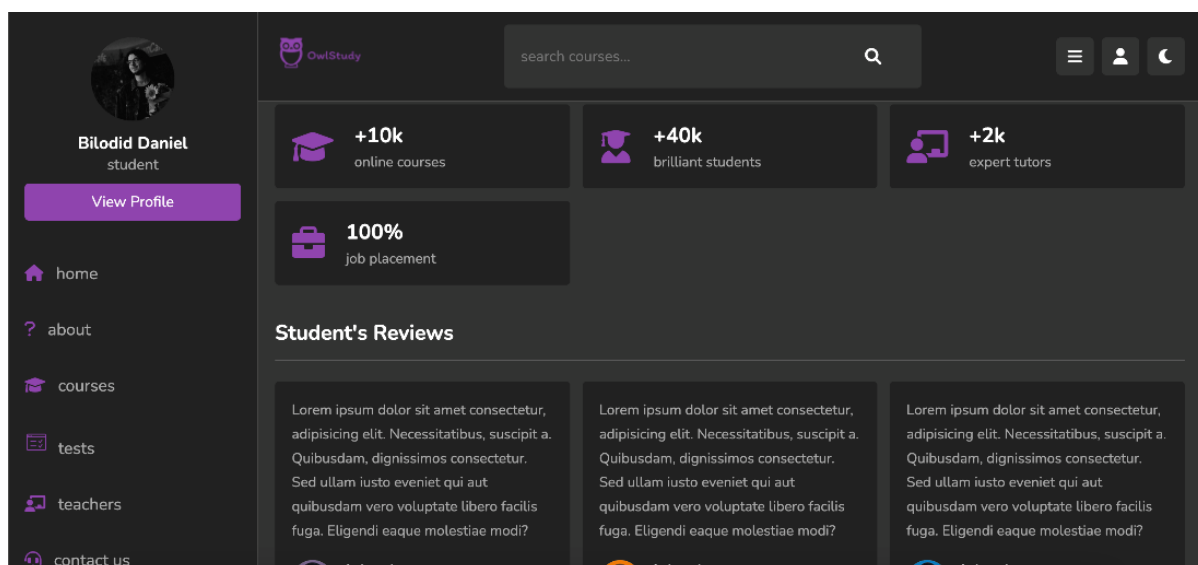 Bilodid Daniel
student
View Profile
home
? about
courses
tests
teachers
contact us
OwlStudy
search courses...
+10k
online courses
+40k
brilliant students
+2k
expert tutors
100%
job placement
Student's Reviews
Lorem ipsum dolor sit amet consectetur,
adipisicing elit. Necessitatibus, suscipit a.
Quibusdam, dignissimos consectetur.
Sed ullam iusto eveniet qui aut
quibusdam vero voluptate libero facilis
fuga. Eligendi eaque molestiae modi?
Lorem ipsum dolor sit amet consectetur,
adipisicing elit. Necessitatibus, suscipit a.
Quibusdam, dignissimos consectetur.
Sed ullam iusto eveniet qui aut
quibusdam vero voluptate libero facilis
fuga. Eligendi eaque molestiae modi?
Lorem ipsum dolor sit amet consectetur,
adipisicing elit. Necessitatibus, suscipit a.
Quibusdam, dignissimos consectetur.
Sed ullam iusto eveniet qui aut
quibusdam vero voluptate libero facilis
fuga. Eligendi eaque molestiae modi?